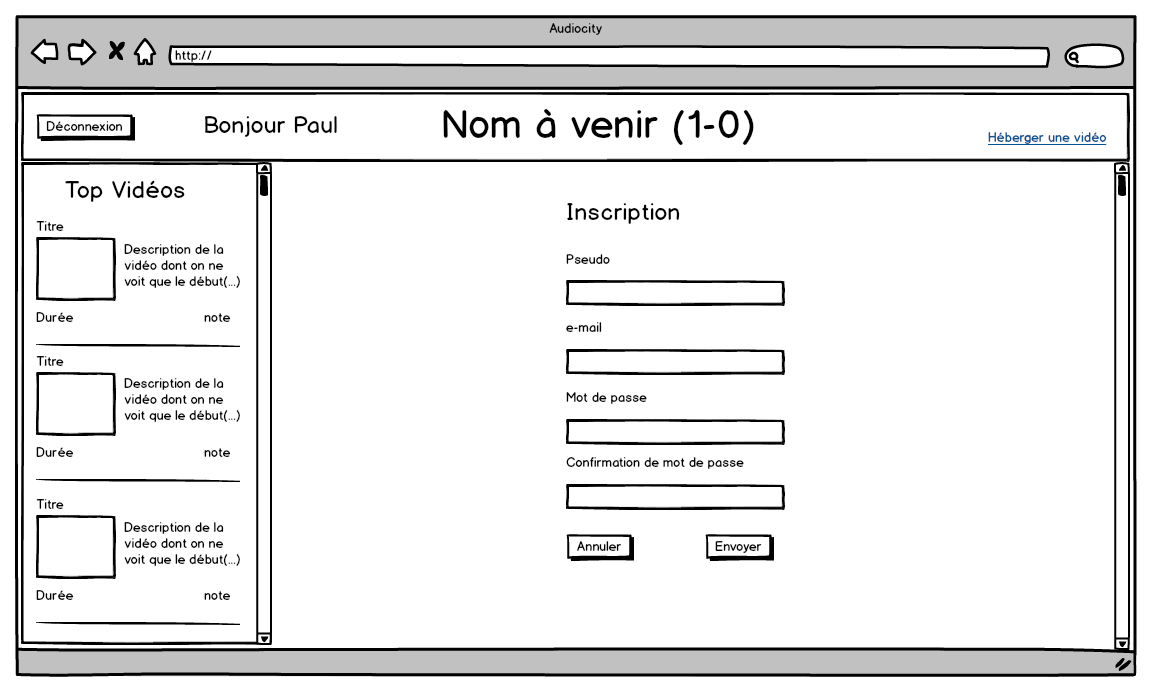 Audiocity
http://
Déconnexion
Bonjour Paul
Nom à venir (1-0)
Héberger une vidéo
Top Vidéos
Titre
Description de la
vidéo dont on ne
voit que le début(...)
Durée note
Titre
Description de la
vidéo dont on ne
voit que le début(...)
Durée note
Titre
Description de la
vidéo dont on ne
voit que le début(...)
Durée note
Inscription
Pseudo
e-mail
Mot de passe
Confirmation de mot de passe
Annuler Envoyer